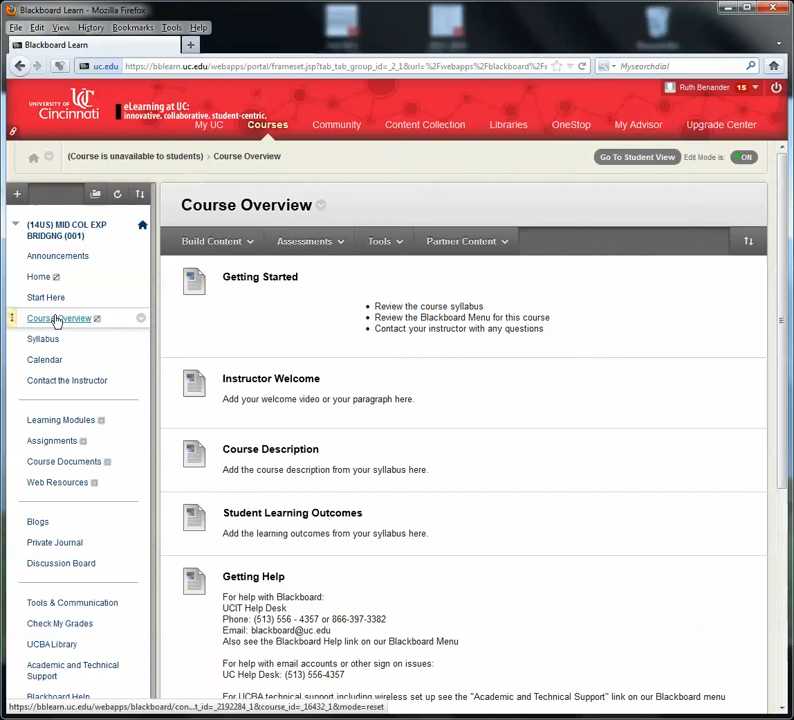 Blackboard Learn - Mozilla Firefox
File Edit View History Bookmarks Tools Help
Blackboard Learn
uc.edu https://bblearn.uc.edu/webapps/portal/frameset.jsp?tab_tab_group_id=_2_1&url=%2Fwebapps%2Fblackboard%2Fe
Mysearchdial
Ruth Benander 15
UNIVERSITY OF
Cincinnati
eLearning at UC:
innovative. collaborative. student-centric.
My UC Courses Community Content Collection Libraries OneStop My Advisor Upgrade Center
(Course is unavailable to students) > Course Overview
Go To Student View Edit Mode is: ON
(14US) MID COL EXP
BRIDGNG (001)
Announcements
Home
Start Here
Course Overview
Syllabus
Calendar
Contact the Instructor
Learning Modules
Assignments
Course Documents
Web Resources
Blogs
Private Journal
Discussion Board
Tools & Communication
Check My Grades
UCBA Library
Academic and Technical
Support
Blackboard Help
Course Overview
Build Content Assessments Tools Partner Content
Getting Started
• Review the course syllabus
• Review the Blackboard Menu for this course
• Contact your instructor with any questions
Instructor Welcome
Add your welcome video or your paragraph here.
Course Description
Add the course description from your syllabus here.
Student Learning Outcomes
Add the learning outcomes from your syllabus here.
Getting Help
For help with Blackboard:
UCIT Help Desk
Phone: (513) 556 - 4357 or 866-397-3382
Email: blackboard@uc.edu
Also see the Blackboard Help link on our Blackboard Menu
For help with email accounts or other sign on issues:
UC Help Desk: (513) 556-4357
For UCBA technical support including wireless set up see the "Academic and Technical Support" link on our Blackboard menu
https://bblearn.uc.edu/webapps/blackboard/con...t_id=_2192284_1&course_id=_16432_1&mode=reset